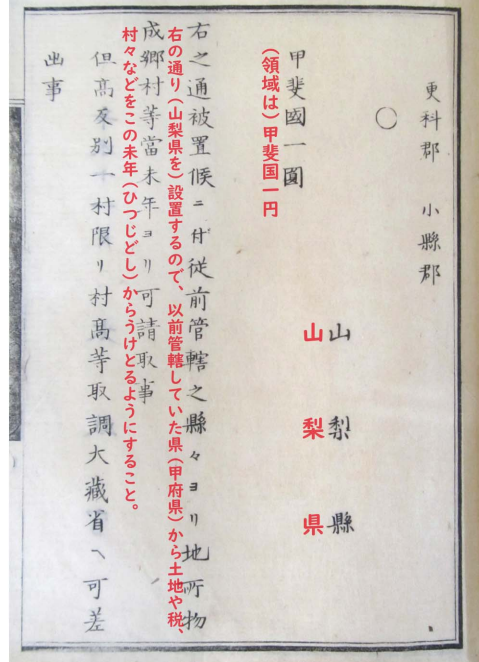 更科郡　小縣郡
〇
山梨縣
山梨県
甲斐國一圓
（領域は）甲斐国一円
右之通被置候ニ付従前管轄之縣々ヨリ地所物
右の通り（山梨県を）設置するので、以前管轄していた県（甲府県）から土地や税、
成郷村等當未年ヨリ可請取事
村々などをこの未年（ひつじどし）からうけとるようにすること。
但高反別一村限リ村高等取調大藏省ヘ可差
出事